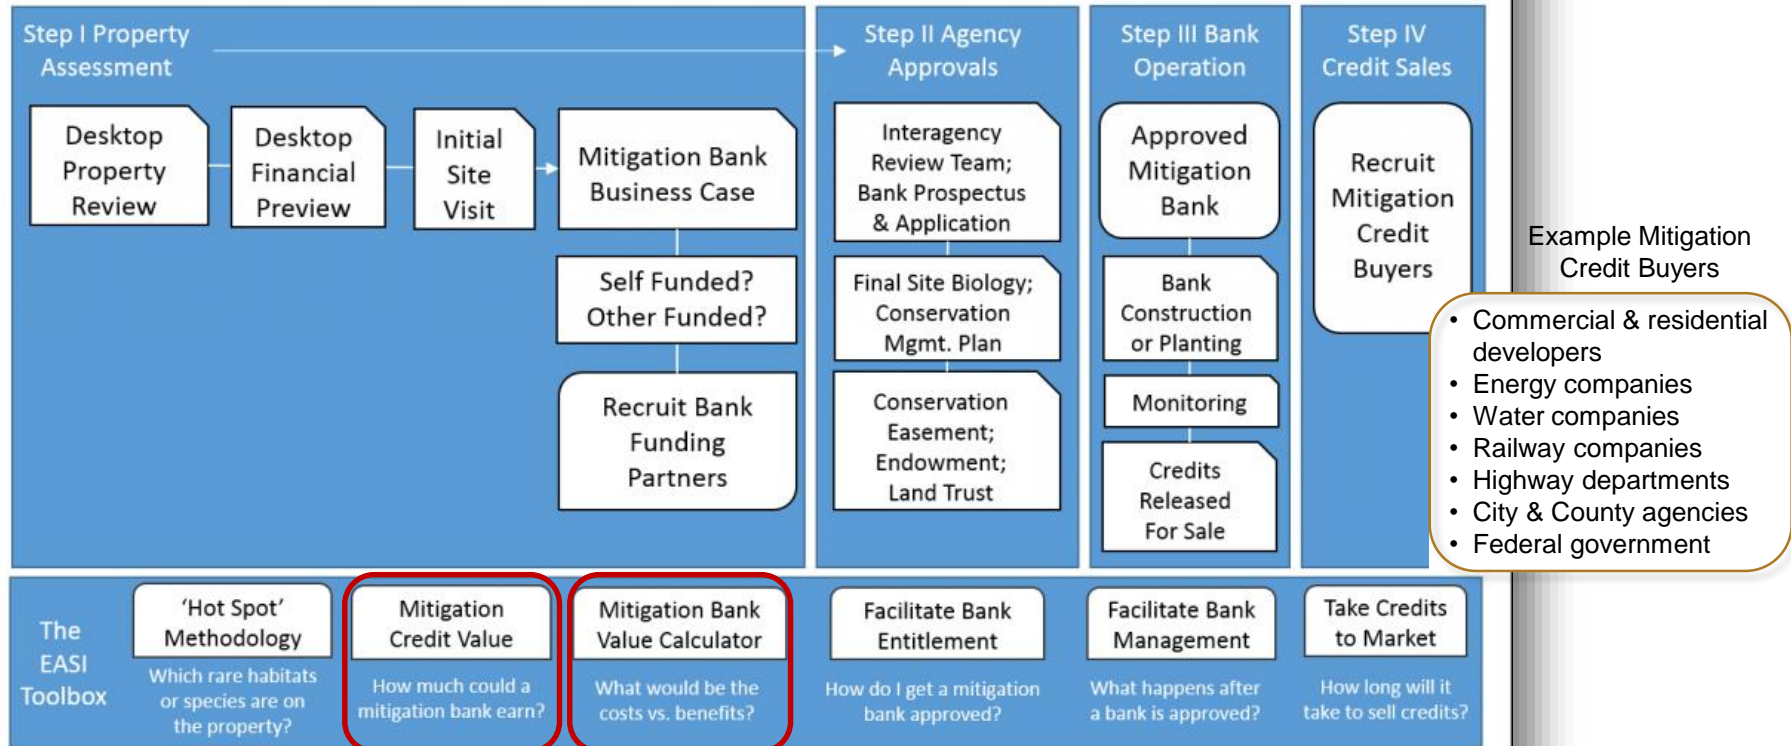 Step I Property
Assessment
Desktop
Property
Review
Desktop
Financial
Preview
Initial
Site
Visit
Mitigation Bank
Business Case
Self Funded?
Other Funded?
Recruit Bank
Funding
Partners
Step II Agency
Approvals
Interagency
Review Team;
Bank Prospectus
& Application
Final Site Biology;
Conservation
Mgmt. Plan
Conservation
Easement;
Endowment;
Land Trust
Step III Bank
Operation
Approved
Mitigation
Bank
Bank
Construction
or Planting
Monitoring
Credits
Released
For Sale
Step IV
Credit Sales
Recruit
Mitigation
Credit
Buyers
Example Mitigation
Credit Buyers
• Commercial & residential
developers
• Energy companies
• Water companies
• Railway companies
• Highway departments
• City & County agencies
• Federal government
The
EASI
Toolbox
'Hot Spot'
Methodology
Which rare habitats
or species are on
the property?
Mitigation
Credit Value
How much could a
mitigation bank earn?
Mitigation Bank
Value Calculator
What would be the
costs vs. benefits?
Facilitate Bank
Entitlement
How do I get a mitigation
bank approved?
Facilitate Bank
Management
What happens after
a bank is approved?
Take Credits
to Market
How long will it
take to sell credits?